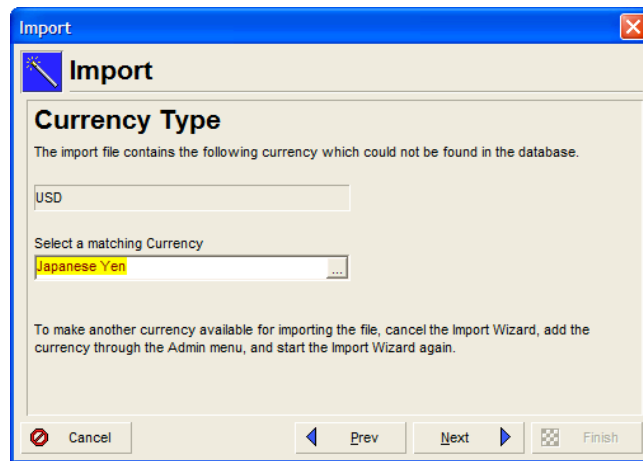 Import
Import
Currency Type
The import file contains the following currency which could not be found in the database.
USD
Select a matching Currency
Japanese Yen
...
To make another currency available for importing the file, cancel the Import Wizard, add the
currency through the Admin menu, and start the Import Wizard again.
Cancel Prev Next Finish